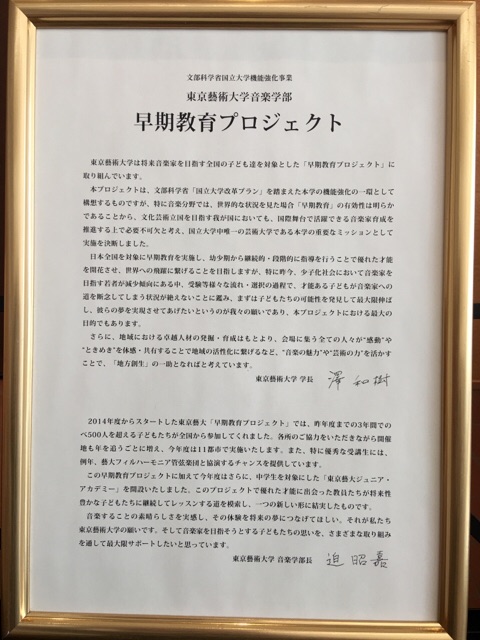 文部科学省国立大学機能強化事業
東京藝術大学音楽学部
早期教育プロジェクト
東京藝術大学は将来音楽家を目指す全国の子ども達を対象とした「早期教育プロジェクト」に
取り組んでいます。
本プロジェクトは、文部科学省「国立大学改革プラン」を踏まえた本学の機能強化の一環として
構想するものですが、特に音楽分野では、世界的な状況を見た場合「早期教育」の有効性は明らか
であることから、文化芸術立国を目指す我が国においても、国際舞台で活躍できる音楽家育成を
推進する上で必要不可欠と考え、国立大学中唯一の芸術大学である本学の重要なミッションとして
実施を決断しました。
日本全国を対象に早期教育を実施し、幼少期から継続的・段階的に指導を行うことで優れた才能
を開花させ、世界への飛躍に繋げることを目指しますが、特に昨今、少子化社会において音楽家を
目指す若者が減少傾向にある中、受験等様々な流れ・選択の過程で、才能ある子どもが音楽家への
道を断念してしまう状況が絶えないことに鑑み、まずは子どもたちの可能性を発見して最大限伸ば
し、彼らの夢を実現させてあげたいというのが我々の願いであり、本プロジェクトにおける最大の
目的でもあります。
さらに、地域における卓越人材の発掘・育成はもとより、会場に集う全ての人々が“感動”や
“ときめき”を体感・共有することで地域の活性化に繋げるなど、“音楽の魅力”や“芸術の力”を活かす
ことで、「地方創生」の一助となればと考えています。
東京藝術大学 学長 澤 和樹
2014年度からスタートした東京藝大「早期教育プロジェクト」では、昨年度までの3年間での
べ500人を超える子どもたちが全国から参加してくれました。各所のご協力をいただきながら開催
地も年を追うごとに増え、今年度は11都市で実施いたします。また、特に優秀な受講生には、
例年、藝大フィルハーモニア管弦楽団と協演するチャンスを提供しています。
この早期教育プロジェクトに加えて今年度はさらに、中学生を対象にした「東京藝大ジュニア・
アカデミー」を開設いたしました。このプロジェクトで優れた才能に出会った教員たちが将来性
豊かな子どもたちに継続してレッスンする道を模索し、一つの新しい形に結実したものです。
音楽することの素晴らしさを実感し、その体験を将来の夢につなげてほしい、それが私たち
東京藝術大学の願いです。そして音楽家を目指そうとする子どもたちの思いを、さまざまな取り組み
を通して最大限サポートしたいと思っています。
東京藝術大学 音楽学部長 迫 昭嘉